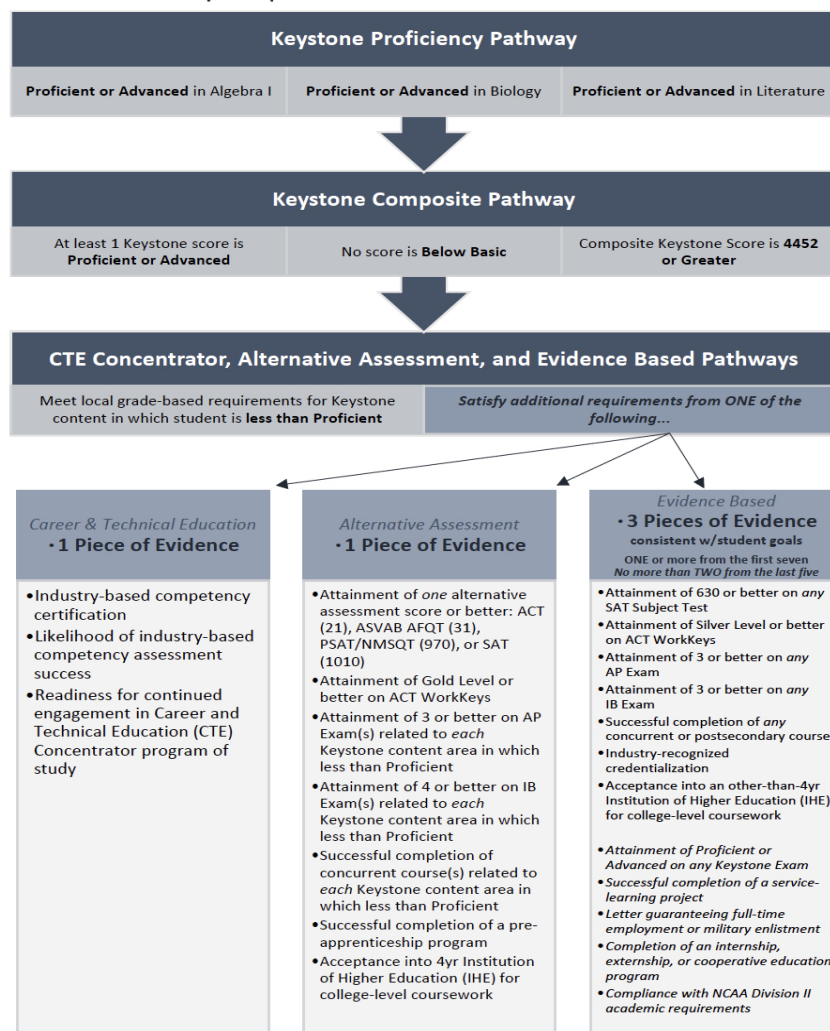 Keystone Proficiency Pathway
Proficient or Advanced in Algebra I
Proficient or Advanced in Biology
Proficient or Advanced in Literature
Keystone Composite Pathway
At least 1 Keystone score is
Proficient or Advanced
No score is Below Basic
Composite Keystone Score is 4452
or Greater
CTE Concentrator, Alternative Assessment, and Evidence Based Pathways
Meet local grade-based requirements for Keystone
content in which student is less than Proficient
Satisfy additional requirements from ONE of the
following...
Career & Technical Education
· 1 Piece of Evidence
•Industry-based competency
certification
•Likelihood of industry-based
competency assessment
success
•Readiness for continued
engagement in Career and
Technical Education (CTE)
Concentrator program of
study
Alternative Assessment
· 1 Piece of Evidence
•Attainment of one alternative
assessment score or better: ACT
(21), ASVAB AFQT (31),
PSAT/NMSQT (970), or SAT
(1010)
•Attainment of Gold Level or
better on ACT WorkKeys
•Attainment of 3 or better on AP
Exam(s) related to each
Keystone content area in which
less than Proficient
•Attainment of 4 or better on IB
Exam(s) related to each
Keystone content area in which
less than Proficient
•Successful completion of
concurrent course(s) related to
each Keystone content area in
which less than Proficient
•Successful completion of a pre-
apprenticeship program
•Acceptance into 4yr Institution
of Higher Education (IHE) for
college-level coursework
Evidence Based
· 3 Pieces of Evidence
consistent w/student goals
ONE or more from the first seven
No more than TWO from the last five
•Attainment of 630 or better on any
SAT Subject Test
•Attainment of Silver Level or better
on ACT WorkKeys
•Attainment of 3 or better on any
AP Exam
•Attainment of 3 or better on any
IB Exam
•Successful completion of any
concurrent or postsecondary course
•Industry-recognized
credentialization
•Acceptance into an other-than-4yr
Institution of Higher Education (IHE)
for college-level coursework
•Attainment of Proficient or
Advanced on any Keystone Exam
•Successful completion of a service-
learning project
•Letter guaranteeing full-time
employment or military enlistment
•Completion of an internship,
externship, or cooperative education
program
•Compliance with NCAA Division II
academic requirements